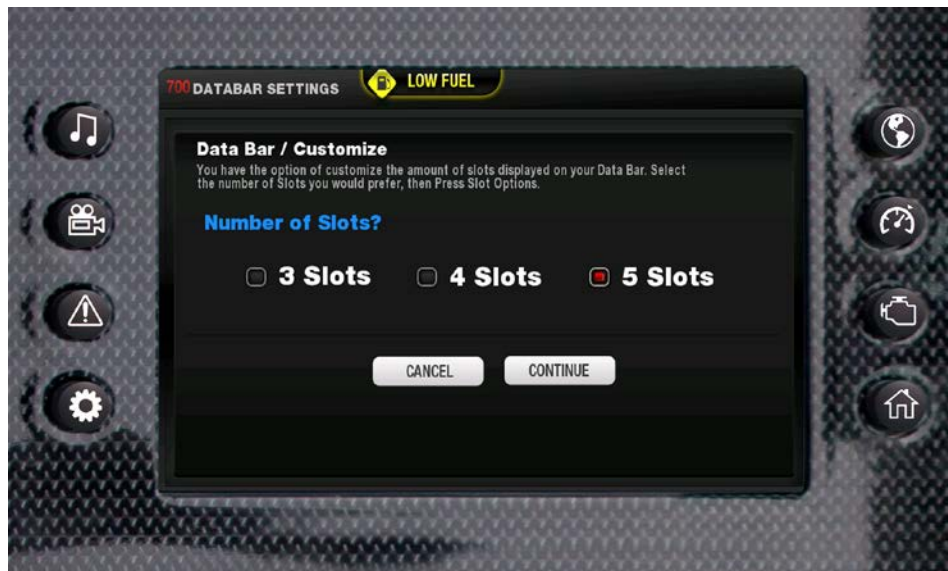 700 DATABAR SETTINGS
LOW FUEL
Data Bar / Customize
You have the option of customize the amount of slots displayed on your Data Bar. Select
the number of Slots you would prefer, then Press Slot Options.
Number of Slots?
3 Slots
4 Slots
5 Slots
CANCEL
CONTINUE